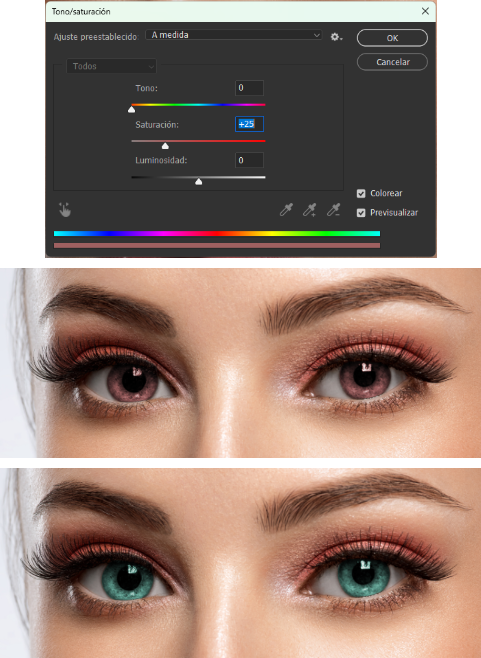 Tono/saturación
Ajuste preestablecido: A medida
OK
Cancelar
Todos
Tono: 0
Saturación: +25
Luminosidad: 0
Colorear
Previsualizar